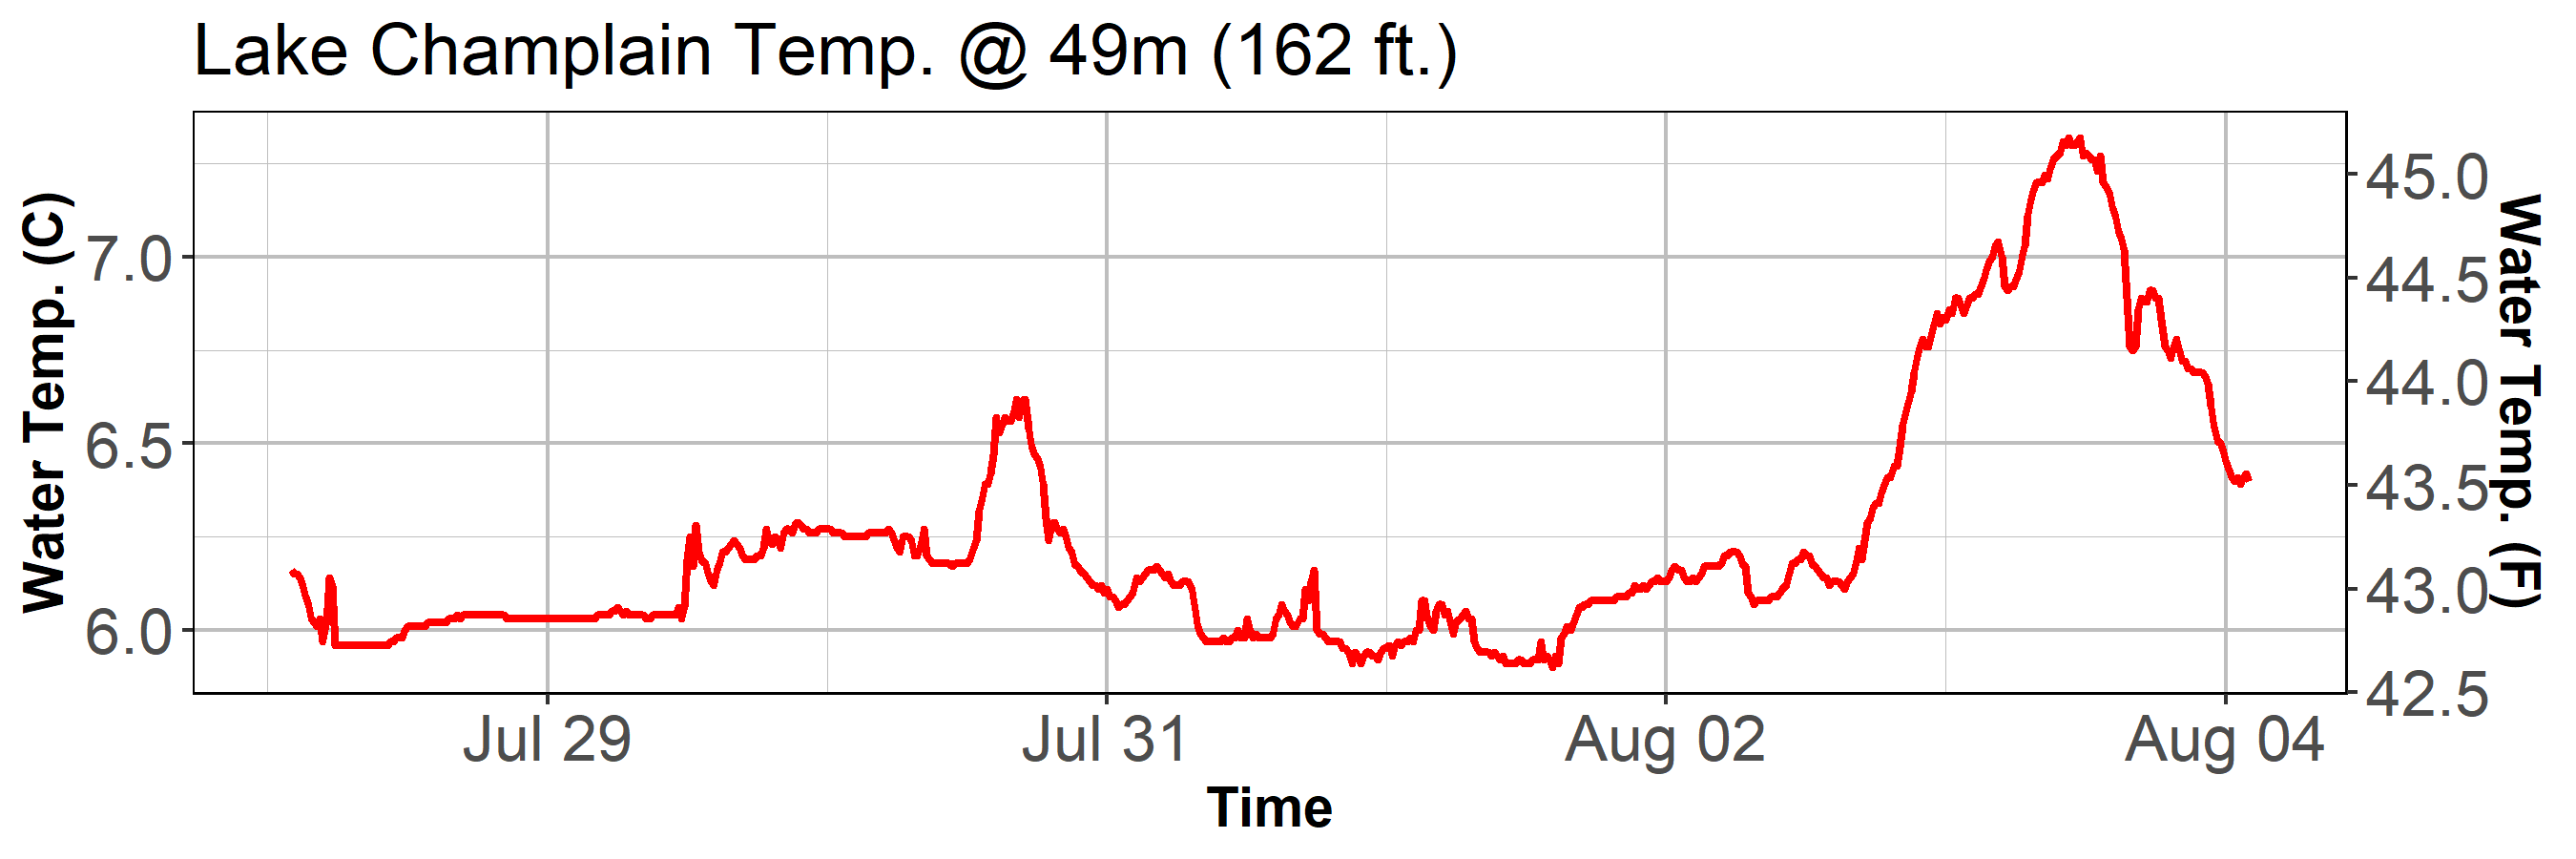 Lake Champlain Temp. @ 49m (162 ft.)
Water Temp. (C)
7.0
6.5
6.0
45.0
44.5
44.0
43.5
43.0
42.5
Water Temp. (F)
Jul 29 Jul 31 Aug 02 Aug 04
Time